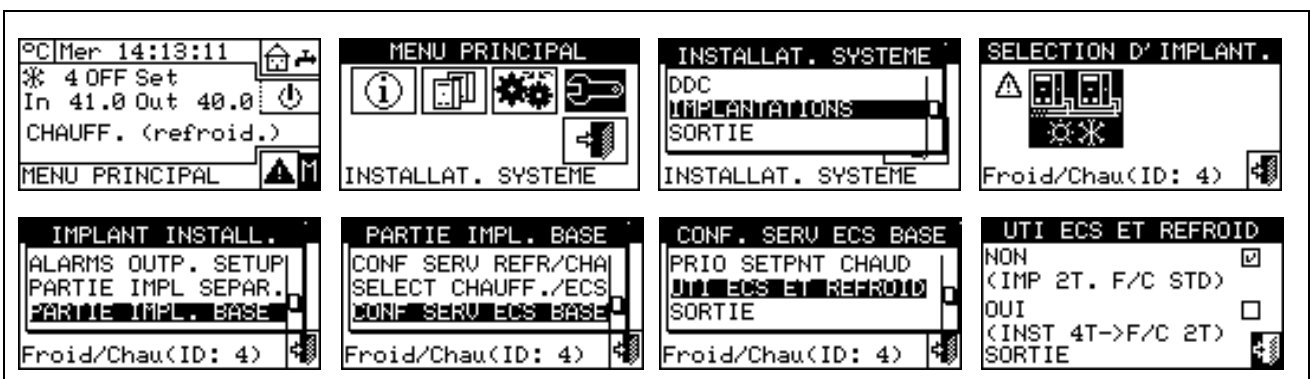 °C Mer 14:13:11
4 OFF Set
In 41.0 Out 40.0
CHAUFF. (refroid.)
MENU PRINCIPAL M
MENU PRINCIPAL
INSTALLAT. SYSTEME
INSTALLAT. SYSTEME
DDC
IMPLANTATIONS
SORTIE
INSTALLAT. SYSTEME
SELECTION D'IMPLANT.
Froid/Chau(ID: 4)
IMPLANT INSTALL.
ALARMS OUTP. SETUP
PARTIE IMPL SEPAR.
PARTIE IMPL. BASE
Froid/Chau(ID: 4)
PARTIE IMPL. BASE
CONF SERV REFR/CHA
SELECT CHAUFF./ECS
CONF SERV ECS BASE
Froid/Chau(ID: 4)
CONF. SERV ECS BASE
PRIO SETPNT CHAUD
UTI ECS ET REFROID
SORTIE
Froid/Chau(ID: 4)
UTI ECS ET REFROID
NON
(IMP 2T. F/C STD)
OUI
(INST 4T->F/C 2T)
SORTIE